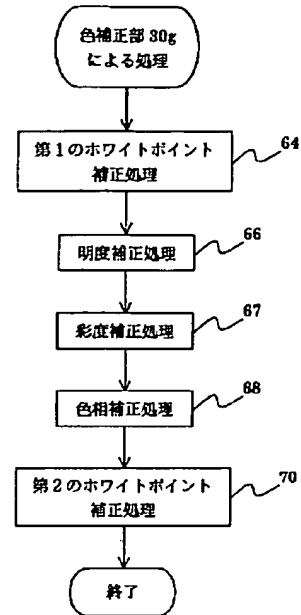 色補正部 30g
による処理
第1のホワイトポイント
補正処理
64
明度補正処理
66
彩度補正処理
67
色相補正処理
68
第2のホワイトポイント
補正処理
70
終了